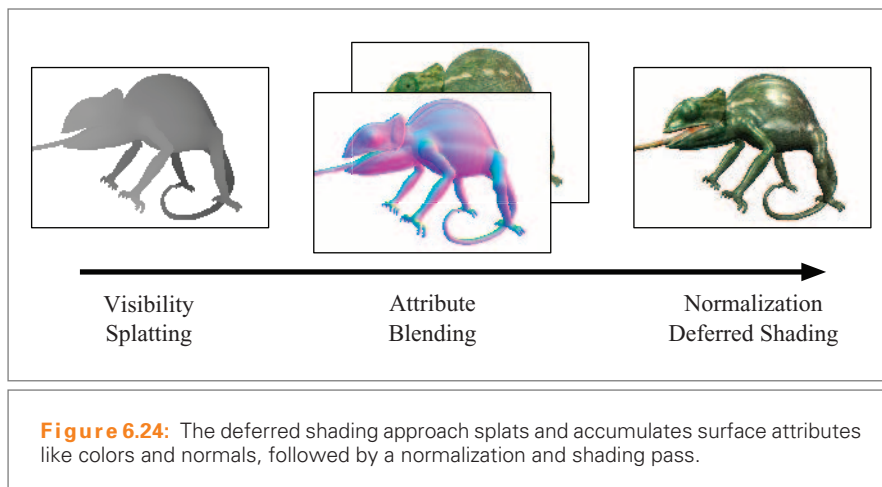 Visibility
Splatting
Attribute
Blending
Normalization
Deferred Shading
Figure 6.24: The deferred shading approach splats and accumulates surface attributes
like colors and normals, followed by a normalization and shading pass.